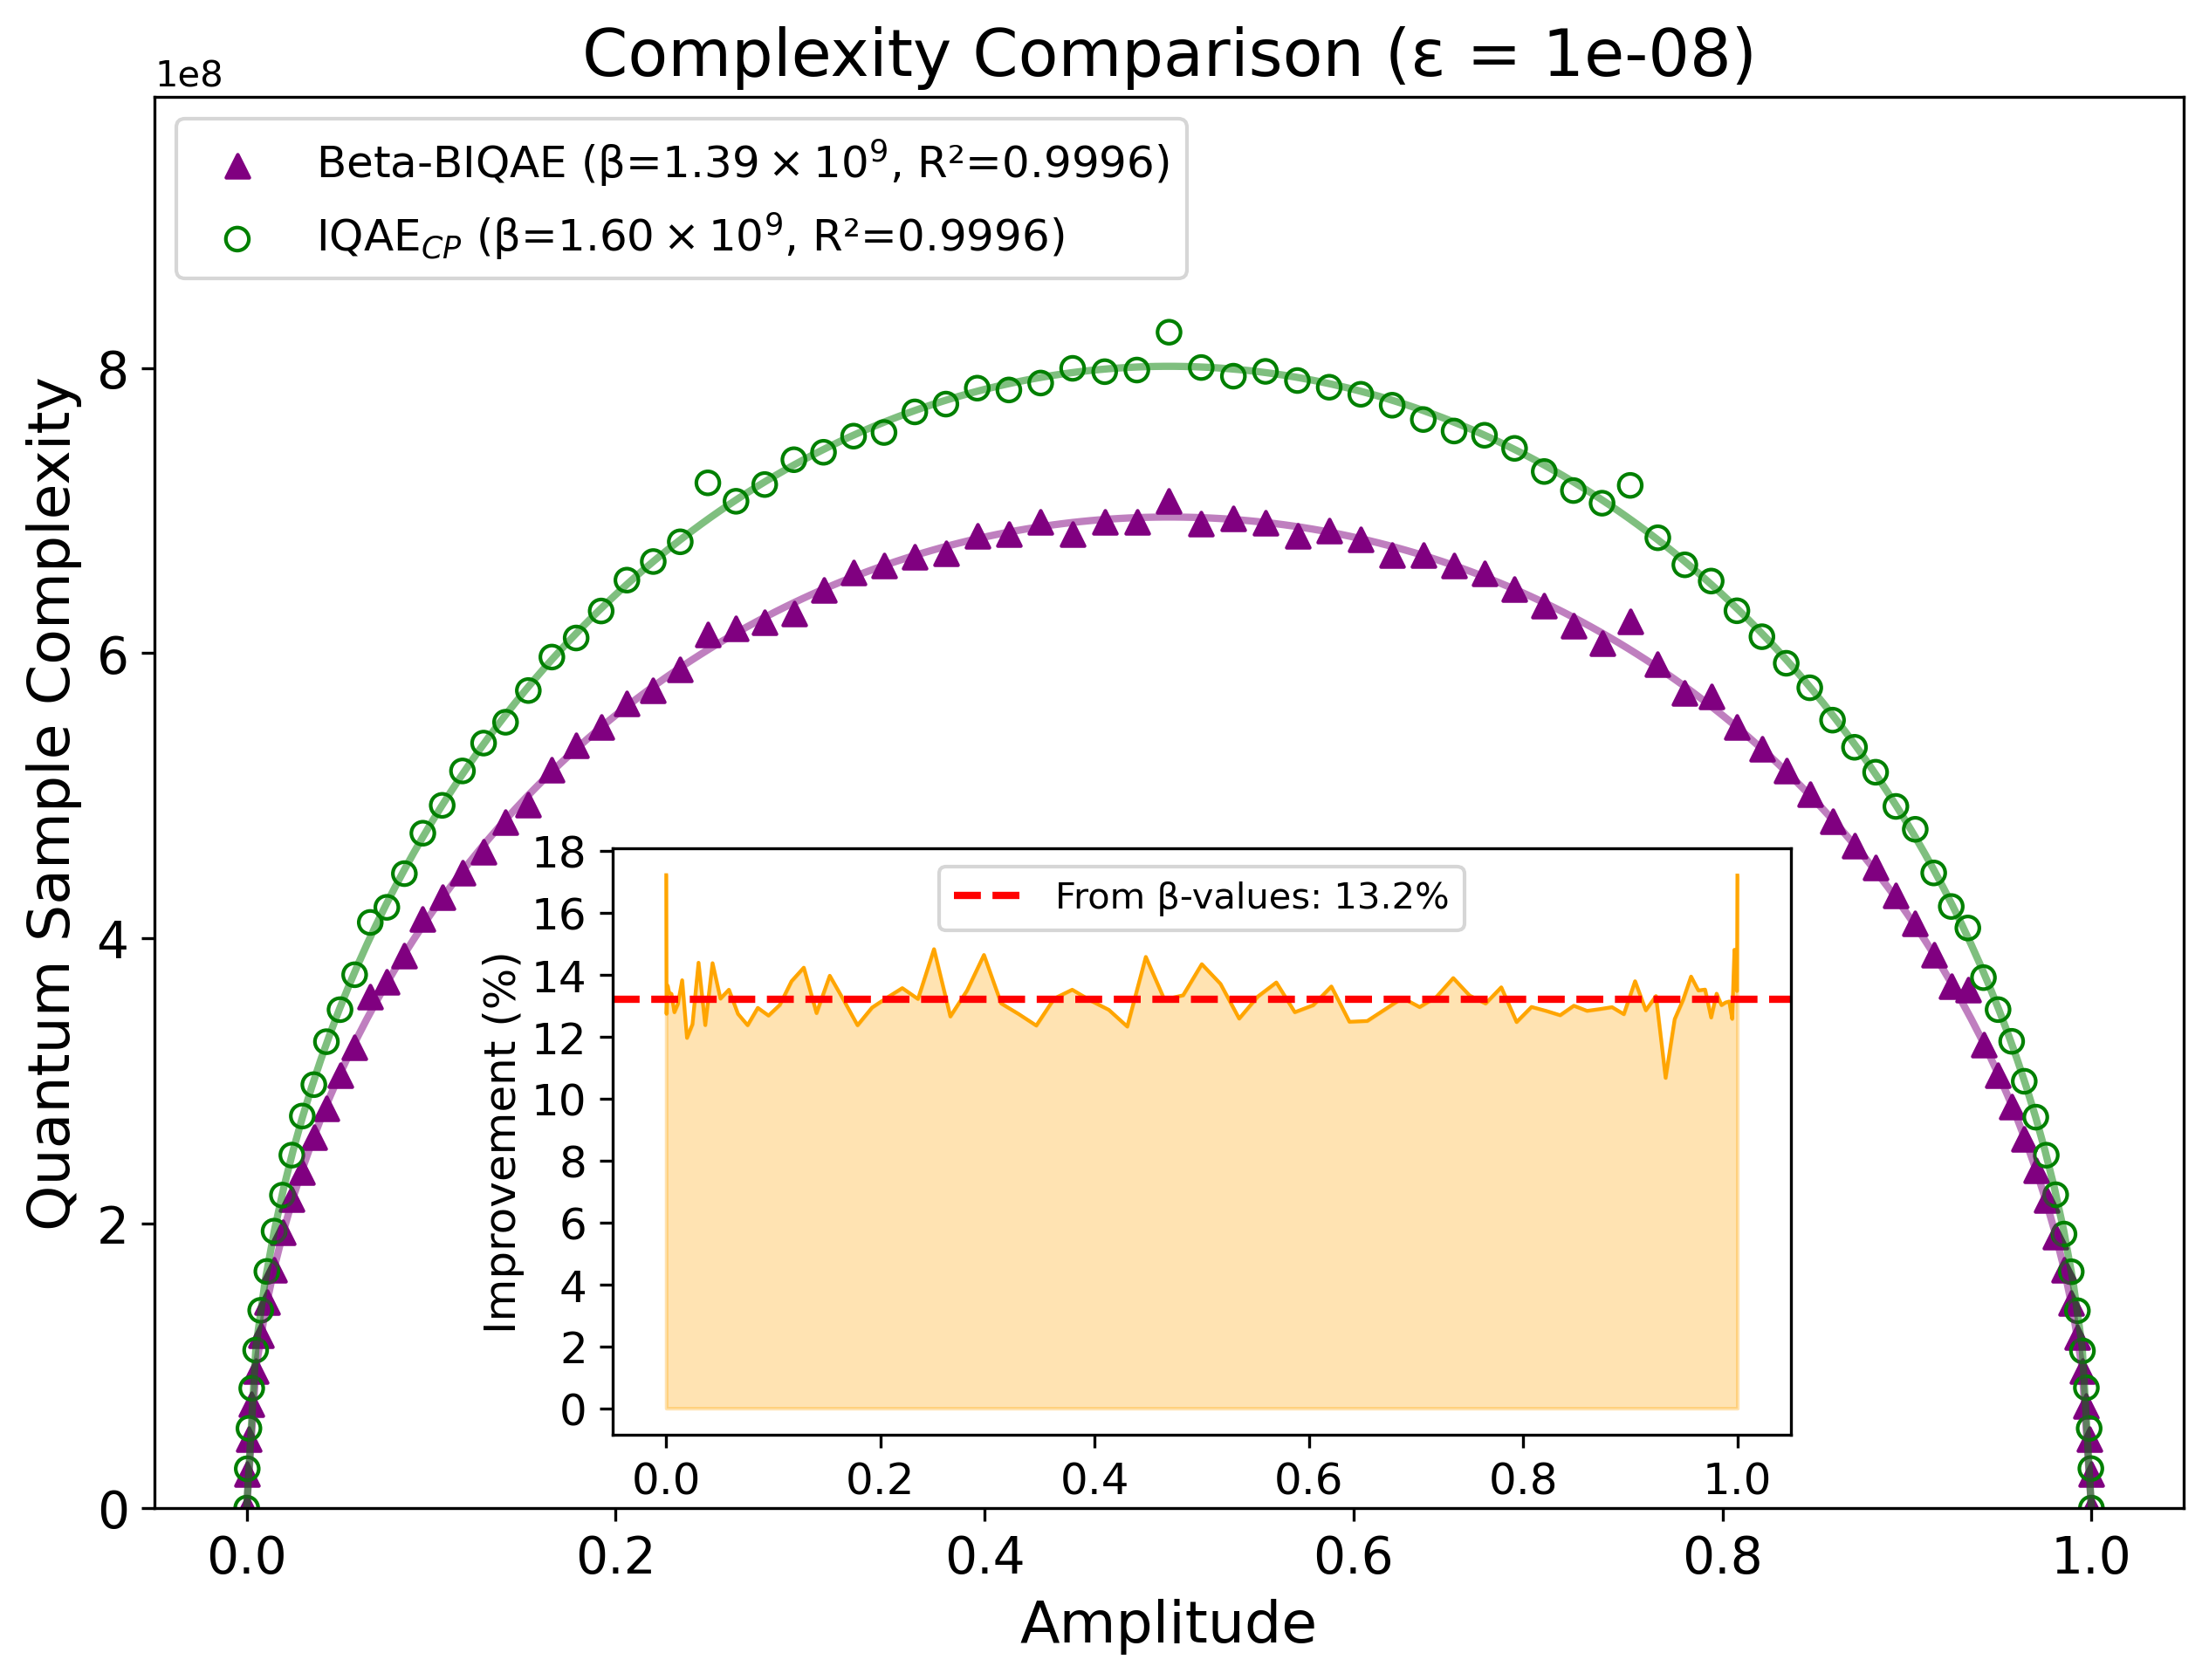 Complexity Comparison (ε = 1e-08)
1e8
Beta-BIQAE (β=1.39 × 10⁹, R²=0.9996)
IQAE_CP (β=1.60 × 10⁹, R²=0.9996)
Quantum Sample Complexity
8
6
4
2
0
0.0 0.2 0.4 0.6 0.8 1.0
Amplitude
From β-values: 13.2%
Improvement (%)
18
16
14
12
10
8
6
4
2
0
0.0 0.2 0.4 0.6 0.8 1.0